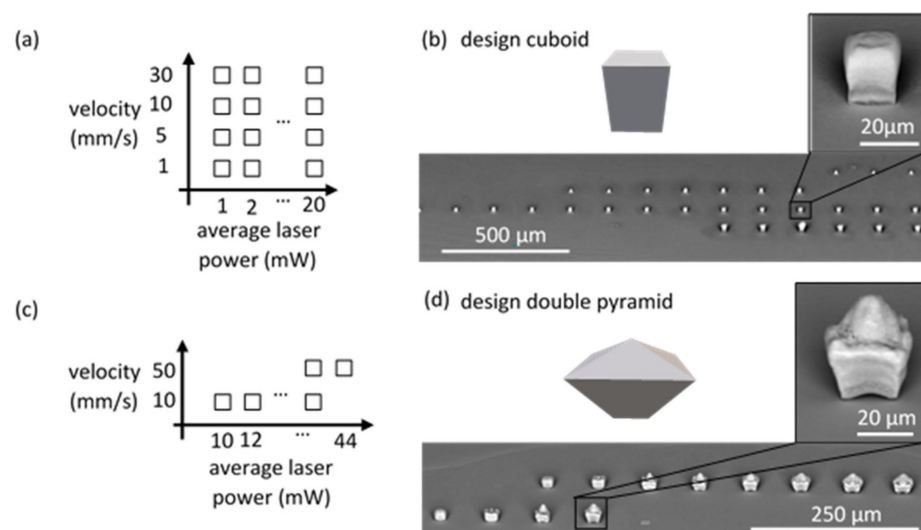 (a)
30
10
5
1
velocity
(mm/s)
...
1 2 ... 20
average laser
power (mW)
(b) design cuboid
20μm
500 μm
(c)
50
10
velocity
(mm/s)
...
10 12 ... 44
average laser
power (mW)
(d) design double pyramid
20 μm
250 μm